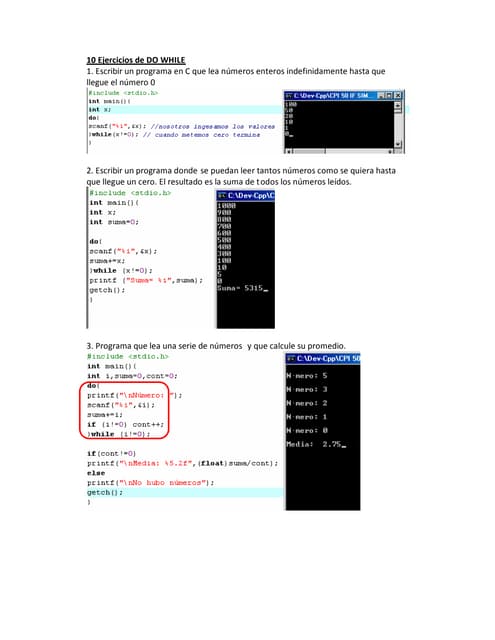 10 Ejercicios de DO WHILE
1. Escribir un programa en C que lea números enteros indefinidamente hasta que
llegue el número 0
#include <stdio.h>
int main(){
int x;
do{
scanf("%i",&x); //nosotros ingesamos los valores
}while(x!=0); // cuando metemos cero termina
}
C:\Dev-Cpp\CPI 50 IF SIM...
100
50
20
10
1
0_
2. Escribir un programa donde se puedan leer tantos números como se quiera hasta
que llegue un cero. El resultado es la suma de todos los números leídos.
#include <stdio.h>
int main(){
int x;
int suma=0;
do{
scanf("%i",&x);
suma+=x;
}while (x!=0);
printf ("Suma= %i",suma);
getch();
}
C:\Dev-Cpp\C
1000
900
800
700
600
500
400
300
100
10
5
0
Suma= 5315_
3. Programa que lea una serie de números y que calcule su promedio.
#include <stdio.h>
int main(){
int i,suma=0,cont=0;
do{
printf("\nNúmero: ");
scanf("%i",&i);
suma+=i;
if (i!=0) cont++;
}while (i!=0);
if(cont!=0)
printf("\nMedia: %5.2f",(float)suma/cont);
else
printf("\nNo hubo números");
getch();
}
C:\Dev-Cpp\CPI 50
N·mero: 5
N·mero: 3
N·mero: 2
N·mero: 1
N·mero: 0
Media: 2.75_